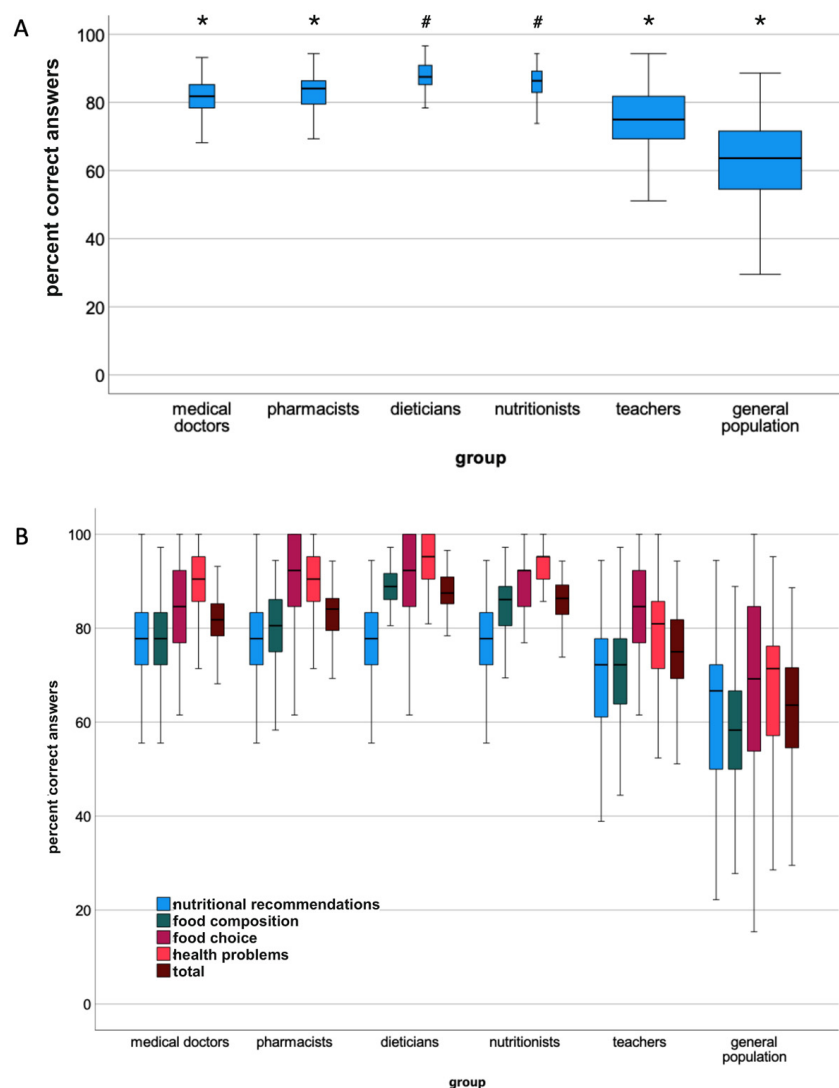 A
* * # # * *
percent correct answers
100
80
60
40
20
0
medical doctors
pharmacists
dieticians
nutritionists
teachers
general population
group
B
percent correct answers
100
80
60
40
20
0
nutritional recommendations
food composition
food choice
health problems
total
medical doctors
pharmacists
dieticians
nutritionists
teachers
general
population
group